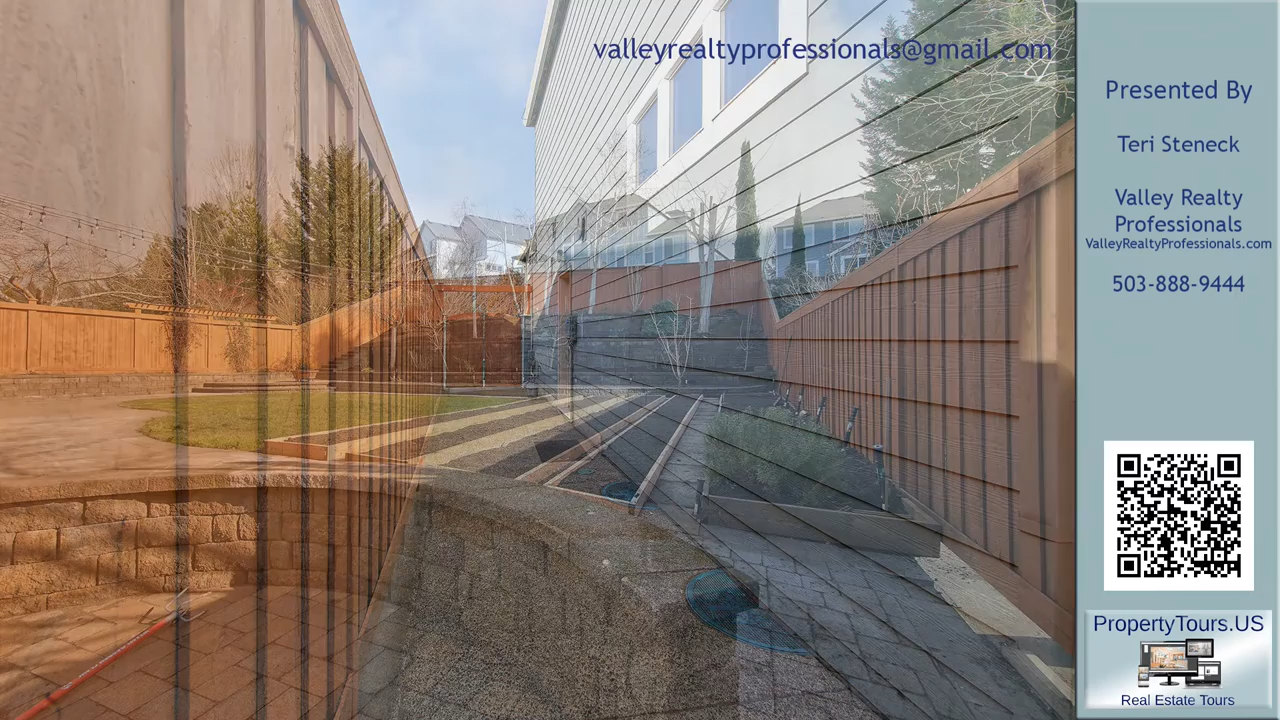 valleyrealtyprofessionals@gmail.com
Presented By
Teri Steneck
Valley Realty
Professionals
ValleyRealtyProfessionals.com
503-888-9444
PropertyTours.US
Real Estate Tours